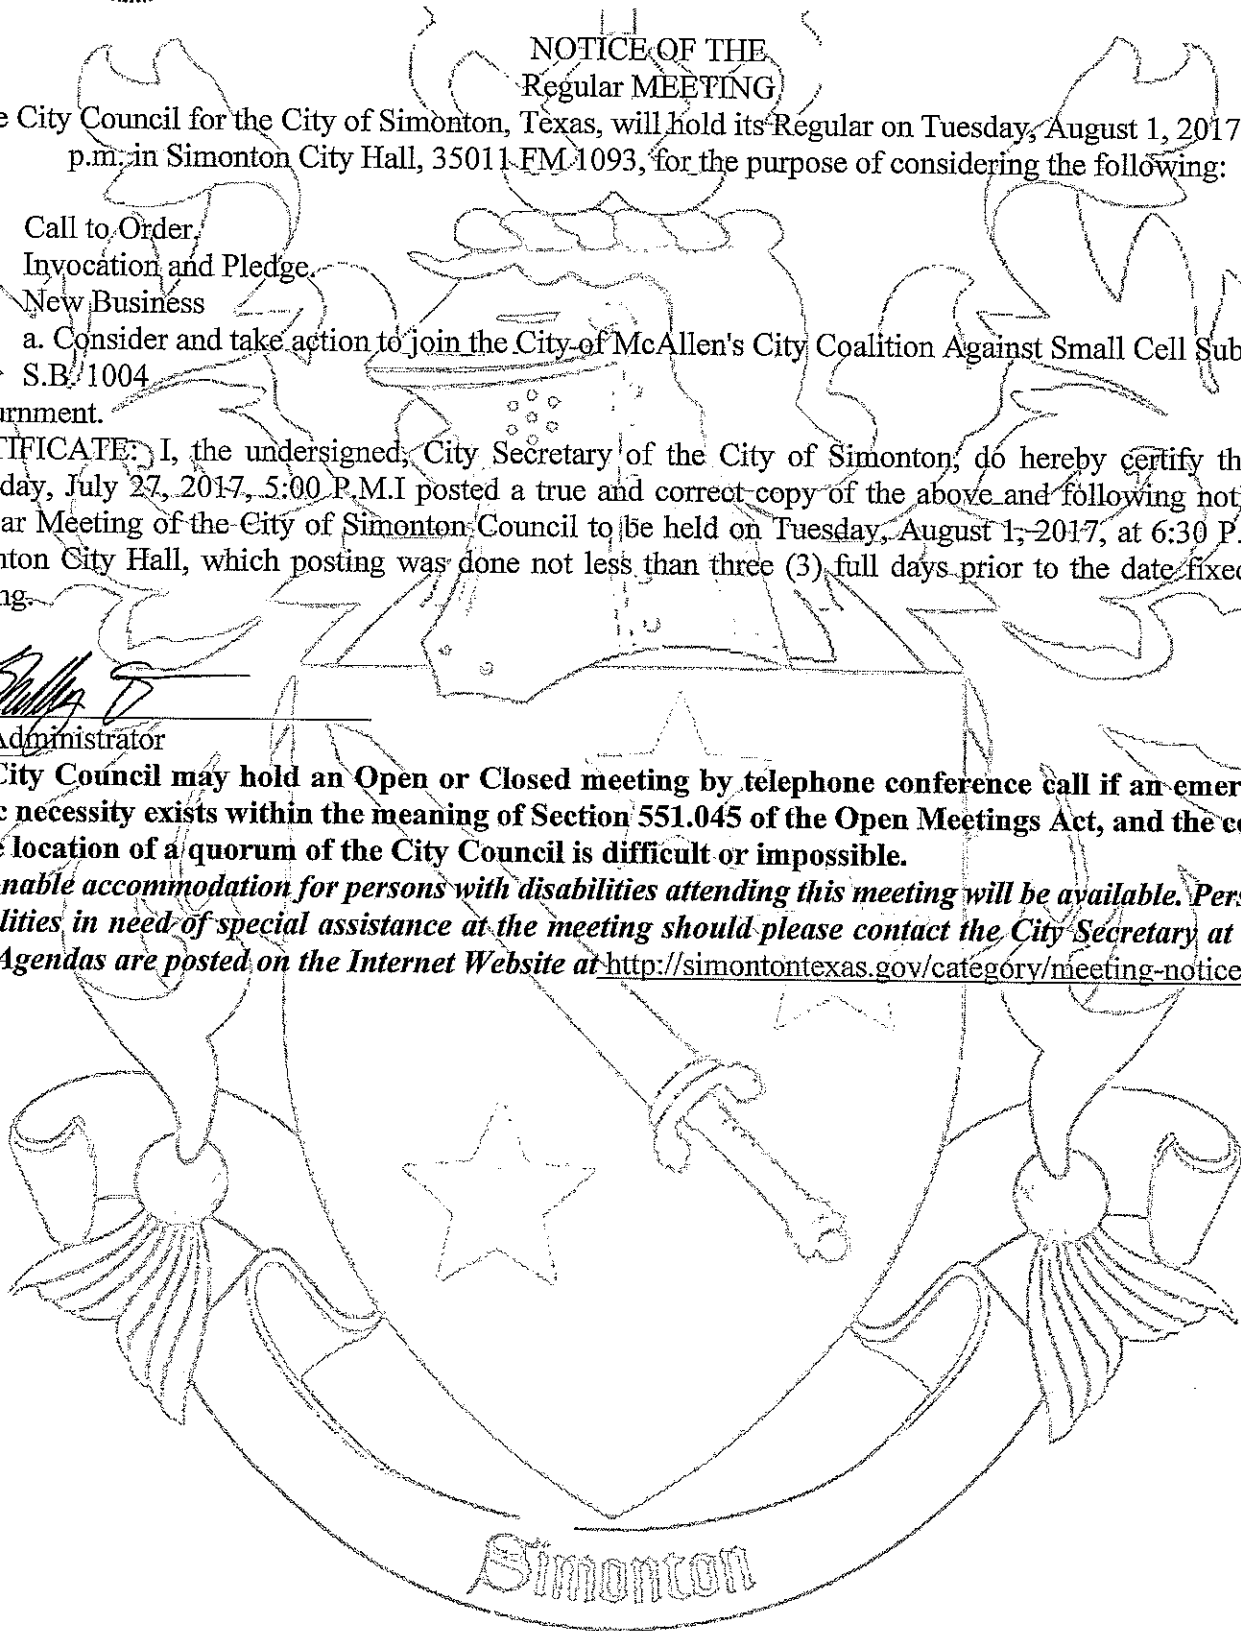 NOTICE OF THE
Regular MEETING
e City Council for the City of Simonton, Texas, will hold its Regular on Tuesday, August 1, 2017
p.m. in Simonton City Hall, 35011 FM 1093, for the purpose of considering the following:
Call to Order.
Invocation and Pledge.
New Business
a. Consider and take action to join the City of McAllen's City Coalition Against Small Cell Sub
S.B. 1004
urnment.
TIFICATE: I, the undersigned, City Secretary of the City of Simonton, do hereby certify th
day, July 27, 2017, 5:00 P.M.I posted a true and correct copy of the above and following not
ar Meeting of the City of Simonton Council to be held on Tuesday, August 1, 2017, at 6:30 P.
nton City Hall, which posting was done not less than three (3) full days prior to the date fixed
ng.
Administrator
City Council may hold an Open or Closed meeting by telephone conference call if an emer
c necessity exists within the meaning of Section 551.045 of the Open Meetings Act, and the c
e location of a quorum of the City Council is difficult or impossible.
nable accommodation for persons with disabilities attending this meeting will be available. Pers
lities in need of special assistance at the meeting should please contact the City Secretary at
Agendas are posted on the Internet Website at http://simontontexas.gov/category/meeting-notice
Simonton